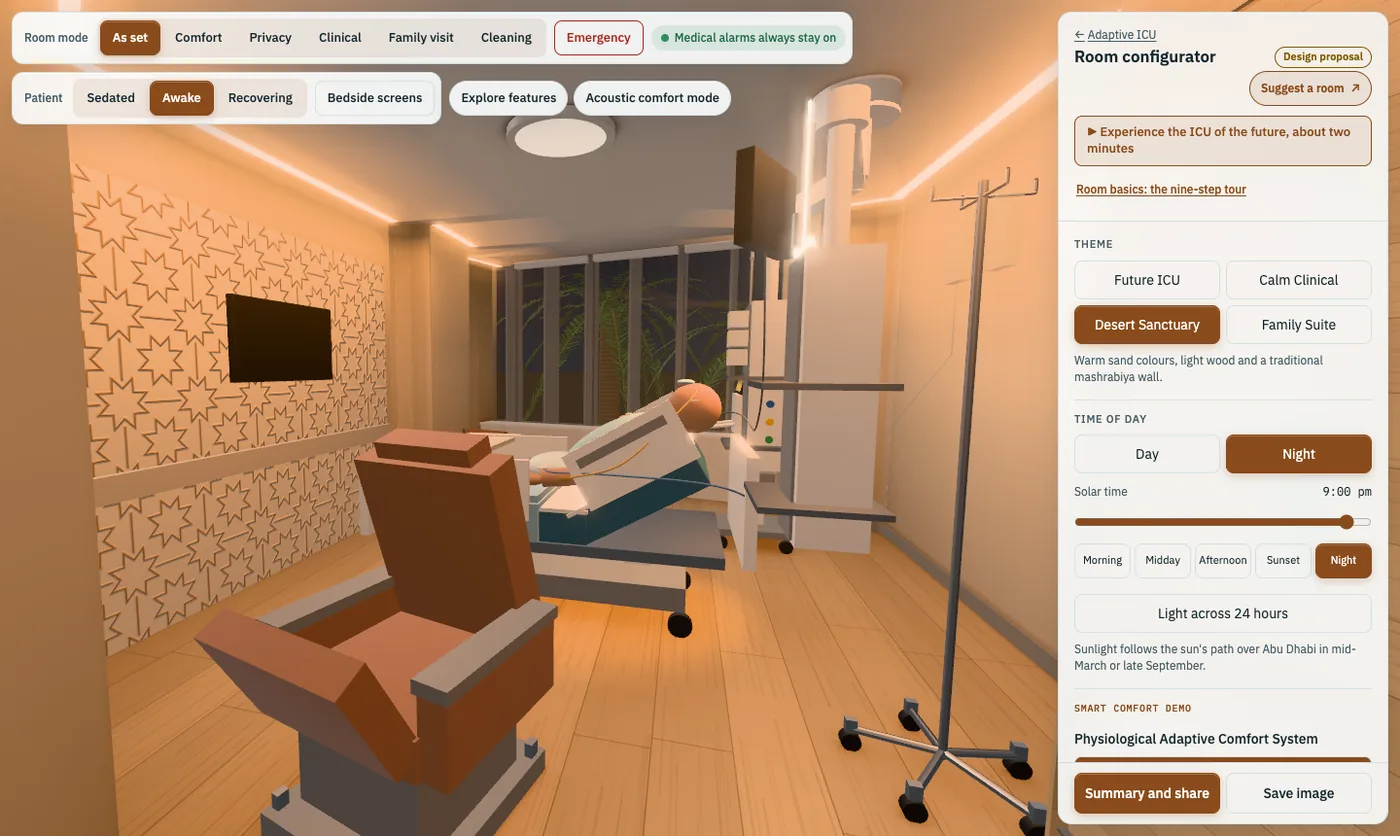 Room mode
As set
Comfort
Privacy
Clinical
Family visit
Cleaning
Emergency
Medical alarms always stay on
Patient
Sedated
Awake
Recovering
Bedside screens
Explore features
Acoustic comfort mode
← Adaptive ICU
Room configurator
Design proposal
Suggest a room ↗
▶ Experience the ICU of the future, about two
minutes
Room basics: the nine-step tour
THEME
Future ICU
Calm Clinical
Desert Sanctuary
Family Suite
Warm sand colours, light wood and a traditional
mashrabiya wall.
TIME OF DAY
Day
Night
Solar time
9:00 pm
Morning
Midday
Afternoon
Sunset
Night
Light across 24 hours
Sunlight follows the sun's path over Abu Dhabi in mid-
March or late September.
SMART COMFORT DEMO
Physiological Adaptive Comfort System
Summary and share
Save image